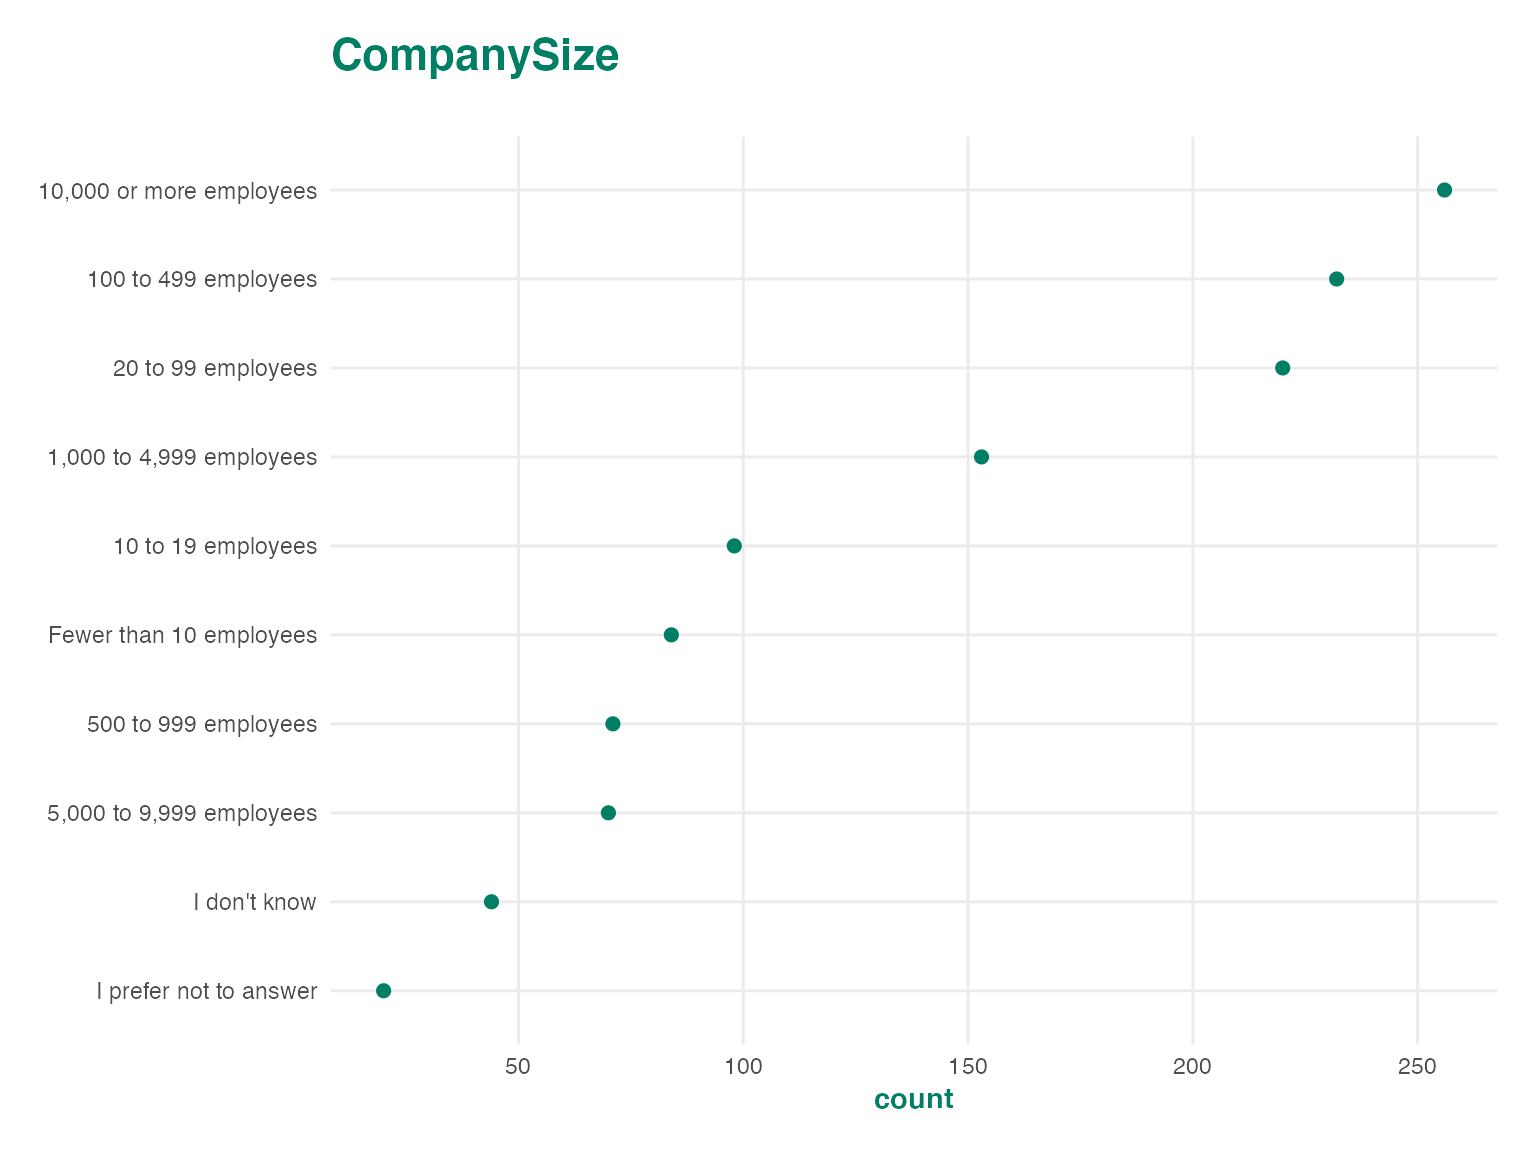 CompanySize
10,000 or more employees
100 to 499 employees
20 to 99 employees
1,000 to 4,999 employees
10 to 19 employees
Fewer than 10 employees
500 to 999 employees
5,000 to 9,999 employees
I don't know
I prefer not to answer
50 100 150 200 250
count